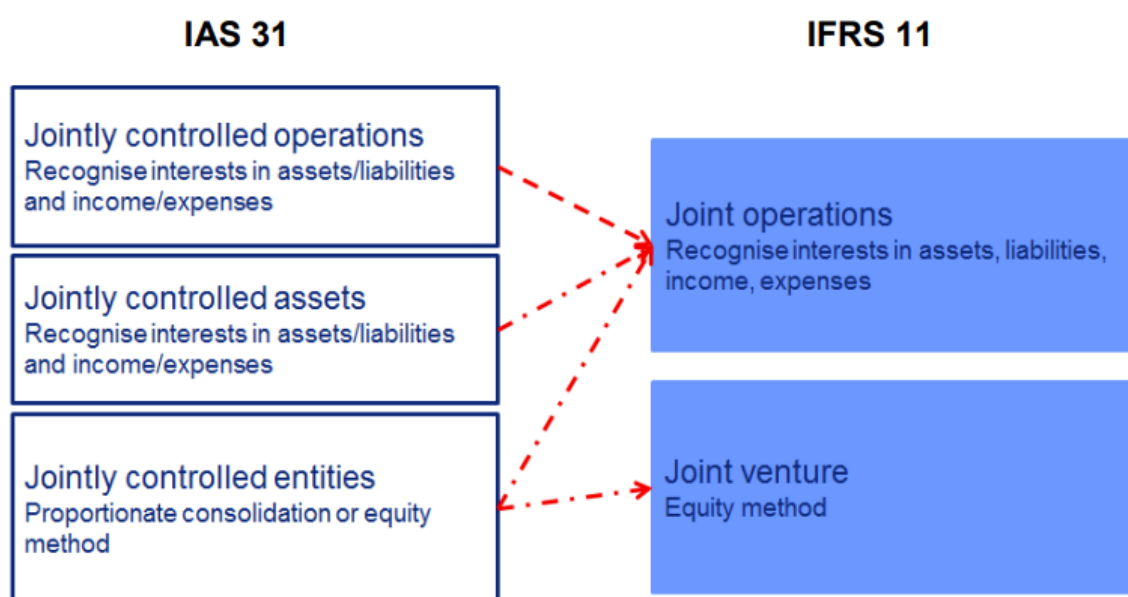 IAS 31
IFRS 11
Jointly controlled operations
Recognise interests in assets/liabilities
and income/expenses
Jointly controlled assets
Recognise interests in assets/liabilities
and income/expenses
Jointly controlled entities
Proportionate consolidation or equity
method
Joint operations
Recognise interests in assets, liabilities,
income, expenses
Joint venture
Equity method